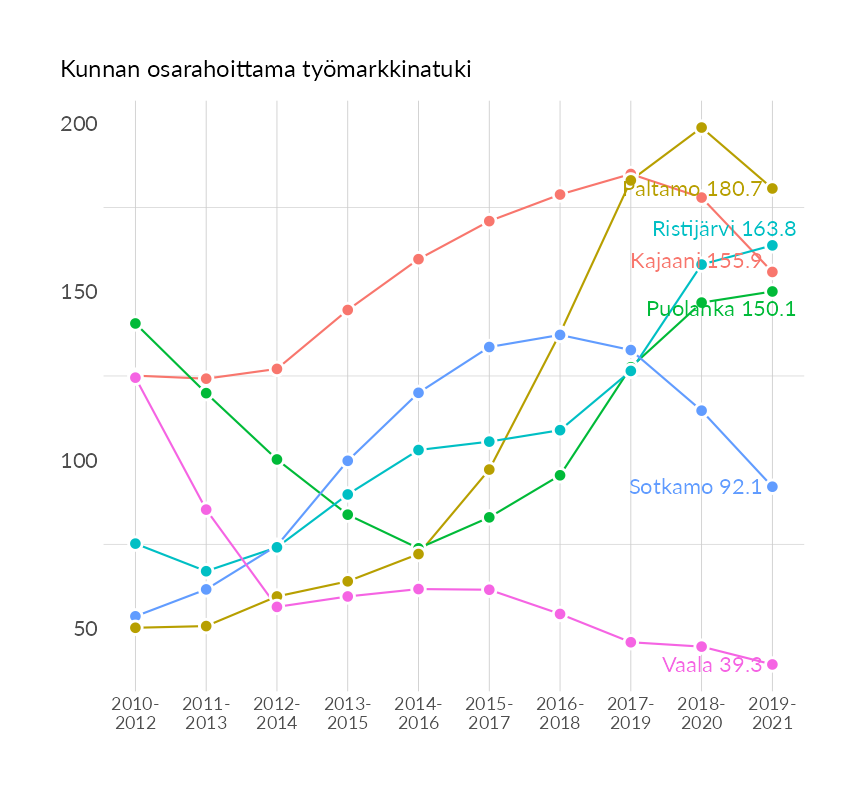 Kunnan osarahoittama työmarkkinatuki
200
Paltamo 180.7
Ristijärvi 163.8
Kajaani 155.9
150
Puolanka 150.1
100
Sotkamo 92.1
50
Vaala 39.3
2010- 2011- 2012- 2013- 2014- 2015- 2016- 2017- 2018- 2019-
2012 2013 2014 2015 2016 2017 2018 2019 2020 2021